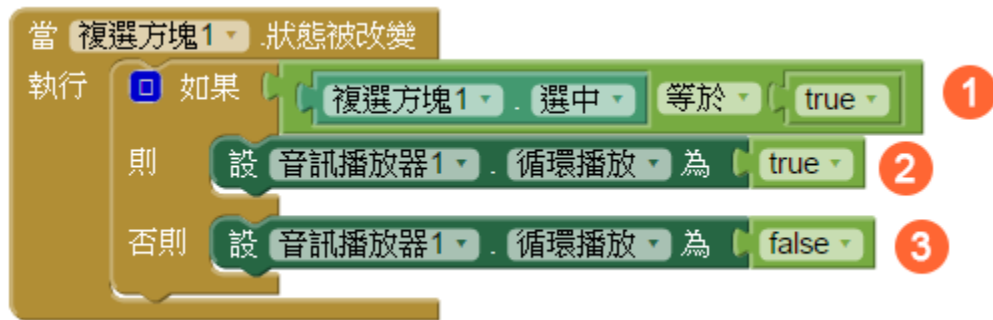 當 複選方塊1 .狀態被改變
執行 如果 複選方塊1 . 選中 等於 true 1
則 設 音訊播放器1 . 循環播放 為 true 2
否則 設 音訊播放器1 . 循環播放 為 false 3